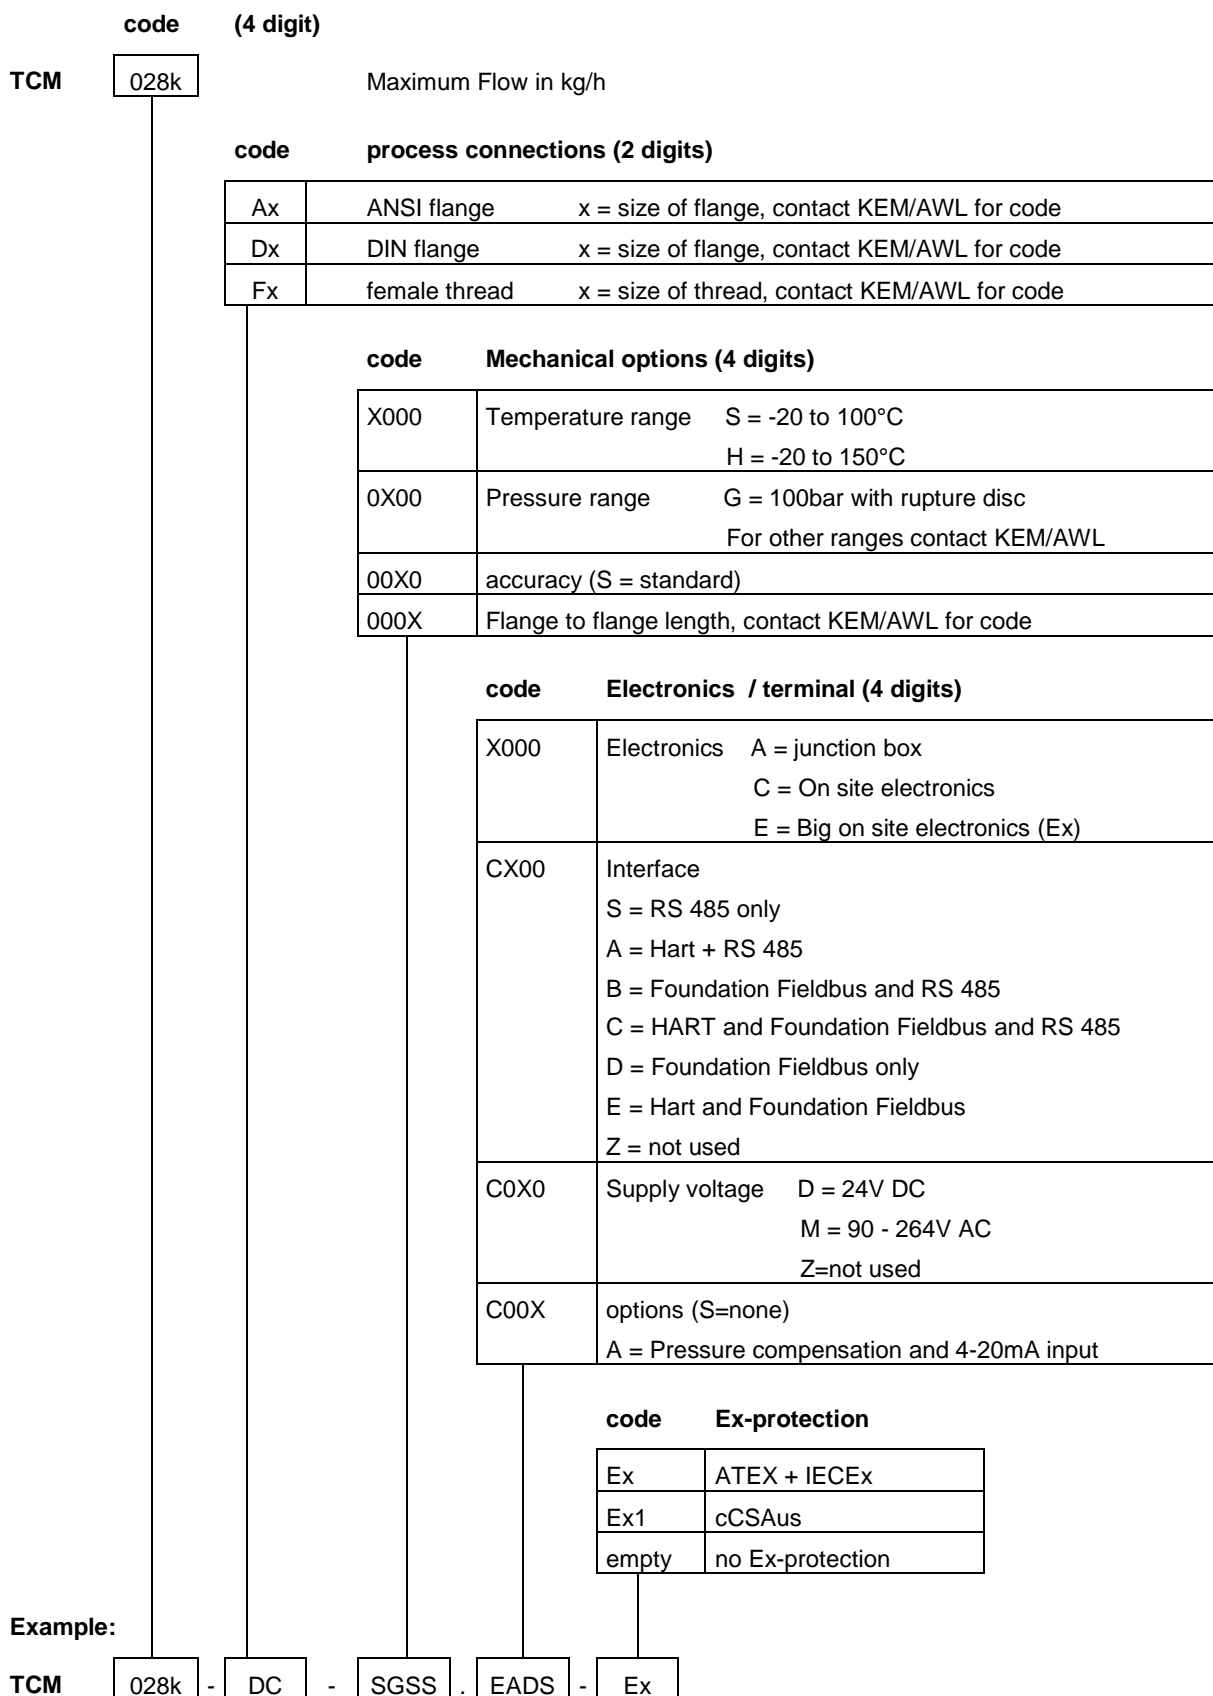 code (4 digit)
TCM 028k Maximum Flow in kg/h
code process connections (2 digits)
Ax ANSI flange x = size of flange, contact KEM/AWL for code
Dx DIN flange x = size of flange, contact KEM/AWL for code
Fx female thread x = size of thread, contact KEM/AWL for code
code Mechanical options (4 digits)
X000 Temperature range S = -20 to 100°C
H = -20 to 150°C
0X00 Pressure range G = 100bar with rupture disc
For other ranges contact KEM/AWL
00X0 accuracy (S = standard)
000X Flange to flange length, contact KEM/AWL for code
code Electronics / terminal (4 digits)
X000 Electronics A = junction box
C = On site electronics
E = Big on site electronics (Ex)
CX00 Interface
S = RS 485 only
A = Hart + RS 485
B = Foundation Fieldbus and RS 485
C = HART and Foundation Fieldbus and RS 485
D = Foundation Fieldbus only
E = Hart and Foundation Fieldbus
Z = not used
C0X0 Supply voltage D = 24V DC
M = 90 - 264V AC
Z=not used
C00X options (S=none)
A = Pressure compensation and 4-20mA input
code Ex-protection
Ex ATEX + IECEx
Ex1 cCSAus
empty no Ex-protection
Example:
TCM 028k - DC - SGSS . EADS - Ex